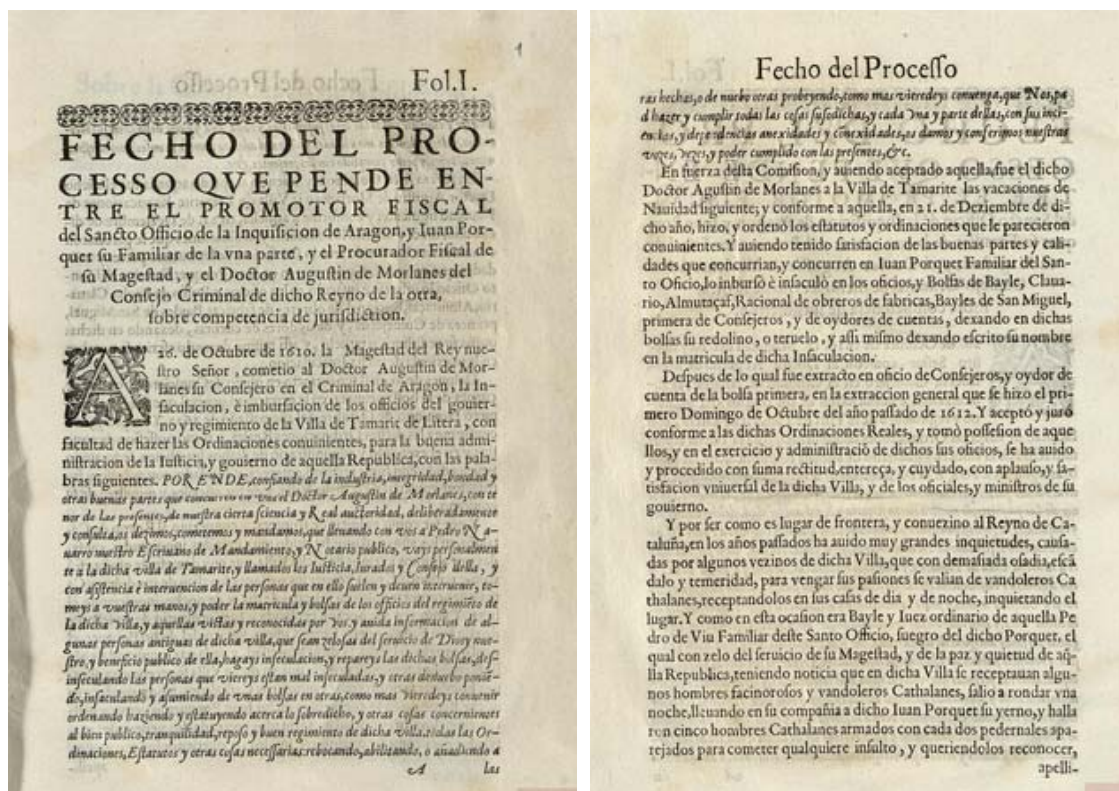 1
Fol.I.
FECHO DEL PRO-
CESSO QVE PENDE EN-
TRE EL PROMOTOR FISCAL
del Sancto Officio de la Inquisicion de Aragon, y Iuan Por-
quet su Familiar de la vna parte, y el Procurador Fiscal de
su Magestad, y el Doctor Augustin de Morlanes del
Consejo Criminal de dicho Reyno de la otra,
sobre competencia de jurisdiction.
A 26. de Octubre de 1610. la Magestad del Rey nue-
stro Señor, cometio al Doctor Augustin de Mor-
lanes su Consejero en el Criminal de Aragon, la In-
saculacion, è imbursacion de los officios del gouier-
no y regimiento de la Villa de Tamarit de Litera, con
facultad de hazer las Ordinaciones conuinientes, para la buena admi-
nistracion de la Iusticia, y gouierno de aquella Republica, con las pala-
bras siguientes. POR ENDE, confiando de la industria, integridad, bondad y
otras buenas partes que concurren en vos el Doctor Augustin de Morlanes, con te
nor de las presentes, de nuestra cierta sciencia y Real auctoridad, deliberadamente
y consulta, os dezimos, cometemos y mandamos, que lleuando con vos a Pedro Na-
uarro nuestro Escriuano de Mandamiento, y Notario publico, vays personalmen
te a la dicha villa de Tamarite, y llamados los Iusticia, Iurados y Consejo della, y
con assistencia è interuencion de las personas que en ello suelen y deuen interuenir, to-
meys a vuestras manos, y poder la matricula y bolsas de los officios del regimiẽto de
la dicha villa, y aquellas vistas y reconocidas por vos, y auida informacion de al-
gunas personas antiguas de dicha villa, que sean zelosas del seruicio de Dios y nue-
stro, y beneficio publico de ella, hagays inseculacion, y repareys las dichas bolsas, des-
inseculando las personas que viereys estan mal inseculadas, y otras de nuebo ponie-
do, insaculando y asumiendo de vnas bolsas en otras, como mas vieredeys conuenir
ordenando haziendo y estatuyendo acerca lo sobredicho, y otras cosas concernientes
al bien publico, tranquilidad, reposo y buen regimiento de dicha villa, todas las Or-
dinaciones, Estatutos y otras cosas necessarias: rebocando, abilitando, o añadiendo a
A las
Fecho del Processo
ras hechas, o de nuebo otras probeyendo, como mas vieredeys conuenga, que Nos, pa
d hazer y cumplir todas las cosas susodichas, y cada vna y parte dellas, con sus inci-
encias, y dependencias anexidades y conexidades, os damos y conferimos nuestras
vozes, vezes, y poder cumplido con las presentes, &c.
En fuerza desta Comision, y auiendo aceptado aquella, fue el dicho
Doctor Agustin de Morlanes a la Villa de Tamarite las vacaciones de
Nauidad siguiente; y conforme a aquella, en 21. de Deziembre de di-
cho año, hizo, y ordenó los estatutos y ordinaciones que le parecieron
conuinientes. Y auiendo tenido satisfacion de las buenas partes y cali-
dades que concurrian, y concurren en Iuan Porquet Familiar del San-
to Oficio, lo inbursò è insaculò en los oficios, y Bolsas de Bayle, Claua-
rio, Almutaçaf, Racional de obreros de fabricas, Bayles de San Miguel,
primera de Consejeros, y de oydores de cuentas, dexando en dichas
bolsas su redolino, o teruelo, y assi mismo dexando escrito su nombre
en la matricula de dicha Insaculacion.
Despues de lo qual fue extracto en oficio de Consejeros, y oydor de
cuenta de la bolsa primera, en la extraccion general que se hizo el pri-
mero Domingo de Octubre del año passado de 1612. Y aceptó y juró
conforme a las dichas Ordinaciones Reales, y tomò possesion de aque
llos, y en el exercicio y administraciõ de dichos sus oficios, se ha auido
y procedido con suma rectitud, entereça, y cuydado, con aplauso, y sa-
tisfacion vniuersal de la dicha Villa, y de los oficiales, y ministros de su
gouierno.
Y por ser como es lugar de frontera, y conuezino al Reyno de Ca-
taluña, en los años passados ha auido muy grandes inquietudes, causa-
das por algunos vezinos de dicha Villa, que con demasiada osadia, escã
dalo y temeridad, para vengar sus pasiones se valian de vandoleros Ca
thalanes, receptandolos en sus casas de dia y de noche, inquietando el
lugar. Y como en esta ocasion era Bayle y Iuez ordinario de aquella Pe
dro de Viu Familiar deste Santo Officio, suegro del dicho Porquet, el
qual con zelo del seruicio de su Magestad, y de la paz y quietud de aq̃-
lla Republica, teniendo noticia que en dicha Villa se receptauan algu-
nos hombres facinorosos y vandoleros Cathalanes, salio a rondar vna
noche, lleuando en su compañia a dicho Iuan Porquet su yerno, y halla
ron cinco hombres Cathalanes armados con cada dos pedernales apa-
rejados para cometer qualquiere insulto, y queriendolos reconocer,
apelli-